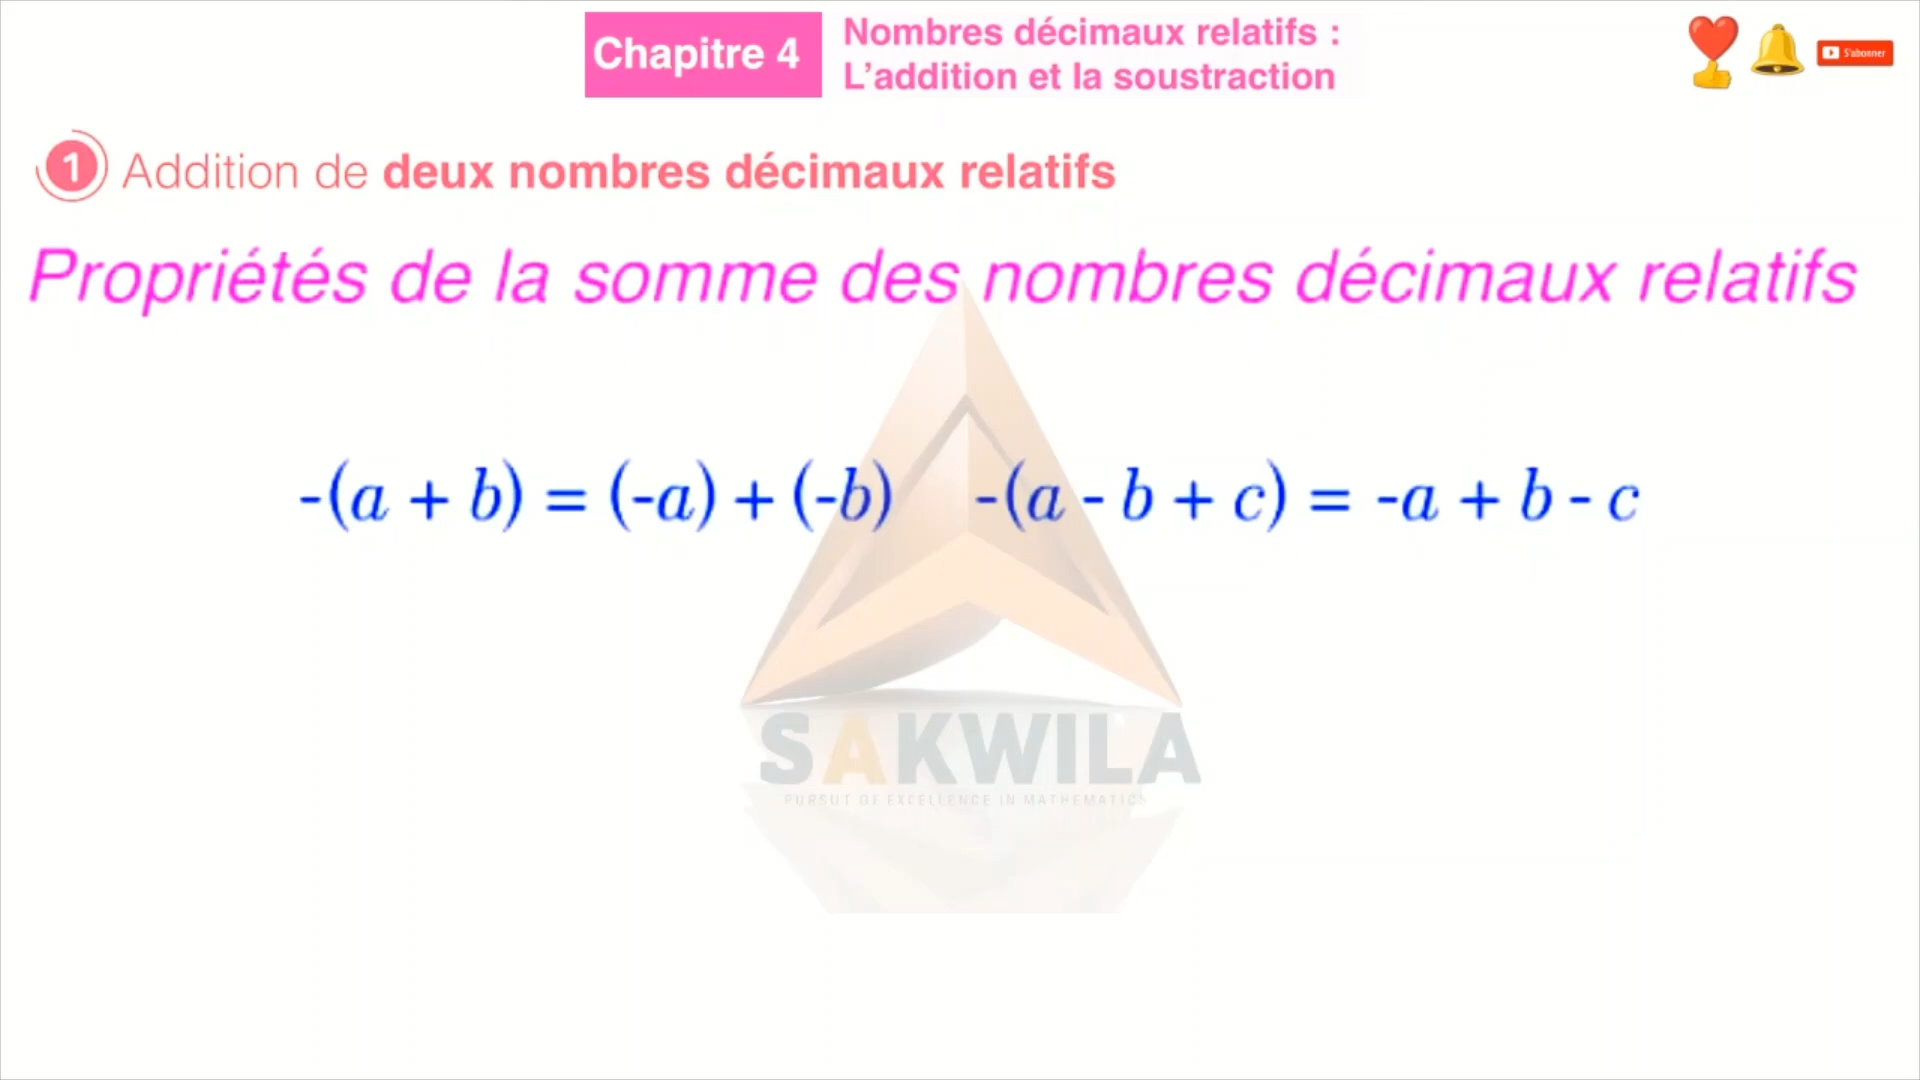 Chapitre 4
Nombres décimaux relatifs :
L’addition et la soustraction
S'abonner
1 Addition de deux nombres décimaux relatifs
Propriétés de la somme des nombres décimaux relatifs
-(a + b) = (-a) + (-b) -(a - b + c) = -a + b - c
SAKWILA
PURSUT OF EXCELLENCE IN MATHEMATICS